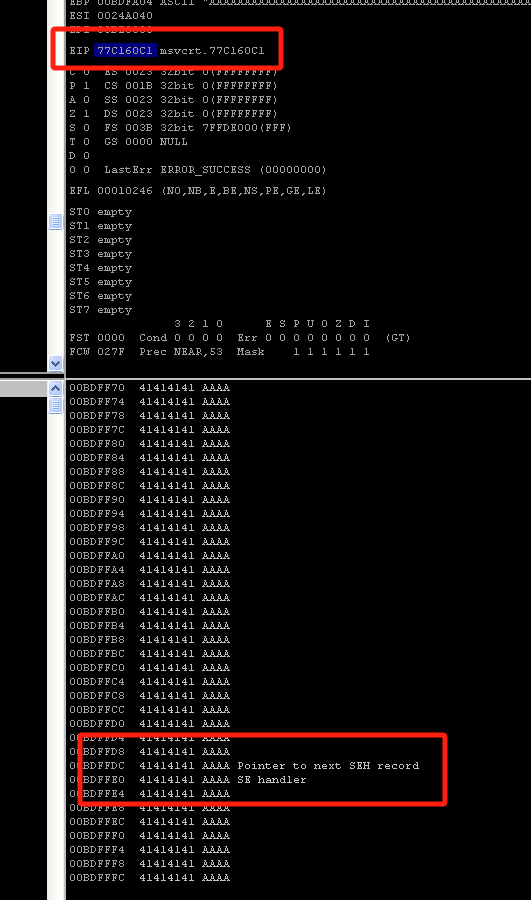 EBP 00BDFA04 ASCII "AAAAAAAAAAAAAAAAAAAAAAAAAAAAAAAAAAA
ESI 0024A040
EIP 77C160C1 msvcrt.77C160C1
C 0 ES 0023 32bit 0(FFFFFFFF)
P 1 CS 001B 32bit 0(FFFFFFFF)
A 0 SS 0023 32bit 0(FFFFFFFF)
Z 1 DS 0023 32bit 0(FFFFFFFF)
S 0 FS 003B 32bit 7FFDE000(FFF)
T 0 GS 0000 NULL
D 0
O 0 LastErr ERROR_SUCCESS (00000000)
EFL 00010246 (NO,NB,E,BE,NS,PE,GE,LE)
ST0 empty
ST1 empty
ST2 empty
ST3 empty
ST4 empty
ST5 empty
ST6 empty
ST7 empty
3 2 1 0 E S P U O Z D I
FST 0000 Cond 0 0 0 0 Err 0 0 0 0 0 0 0 0 (GT)
FCW 027F Prec NEAR,53 Mask 1 1 1 1 1 1
00BDFF70 41414141 AAAA
00BDFF74 41414141 AAAA
00BDFF78 41414141 AAAA
00BDFF7C 41414141 AAAA
00BDFF80 41414141 AAAA
00BDFF84 41414141 AAAA
00BDFF88 41414141 AAAA
00BDFF8C 41414141 AAAA
00BDFF90 41414141 AAAA
00BDFF94 41414141 AAAA
00BDFF98 41414141 AAAA
00BDFF9C 41414141 AAAA
00BDFFA0 41414141 AAAA
00BDFFA4 41414141 AAAA
00BDFFA8 41414141 AAAA
00BDFFAC 41414141 AAAA
00BDFFB0 41414141 AAAA
00BDFFB4 41414141 AAAA
00BDFFB8 41414141 AAAA
00BDFFBC 41414141 AAAA
00BDFFC0 41414141 AAAA
00BDFFC4 41414141 AAAA
00BDFFC8 41414141 AAAA
00BDFFCC 41414141 AAAA
00BDFFD0 41414141 AAAA
00BDFFD4 41414141 AAAA
00BDFFD8 41414141 AAAA
00BDFFDC 41414141 AAAA Pointer to next SEH record
00BDFFE0 41414141 AAAA SE handler
00BDFFE4 41414141 AAAA
00BDFFE8 41414141 AAAA
00BDFFEC 41414141 AAAA
00BDFFF0 41414141 AAAA
00BDFFF4 41414141 AAAA
00BDFFF8 41414141 AAAA
00BDFFFC 41414141 AAAA